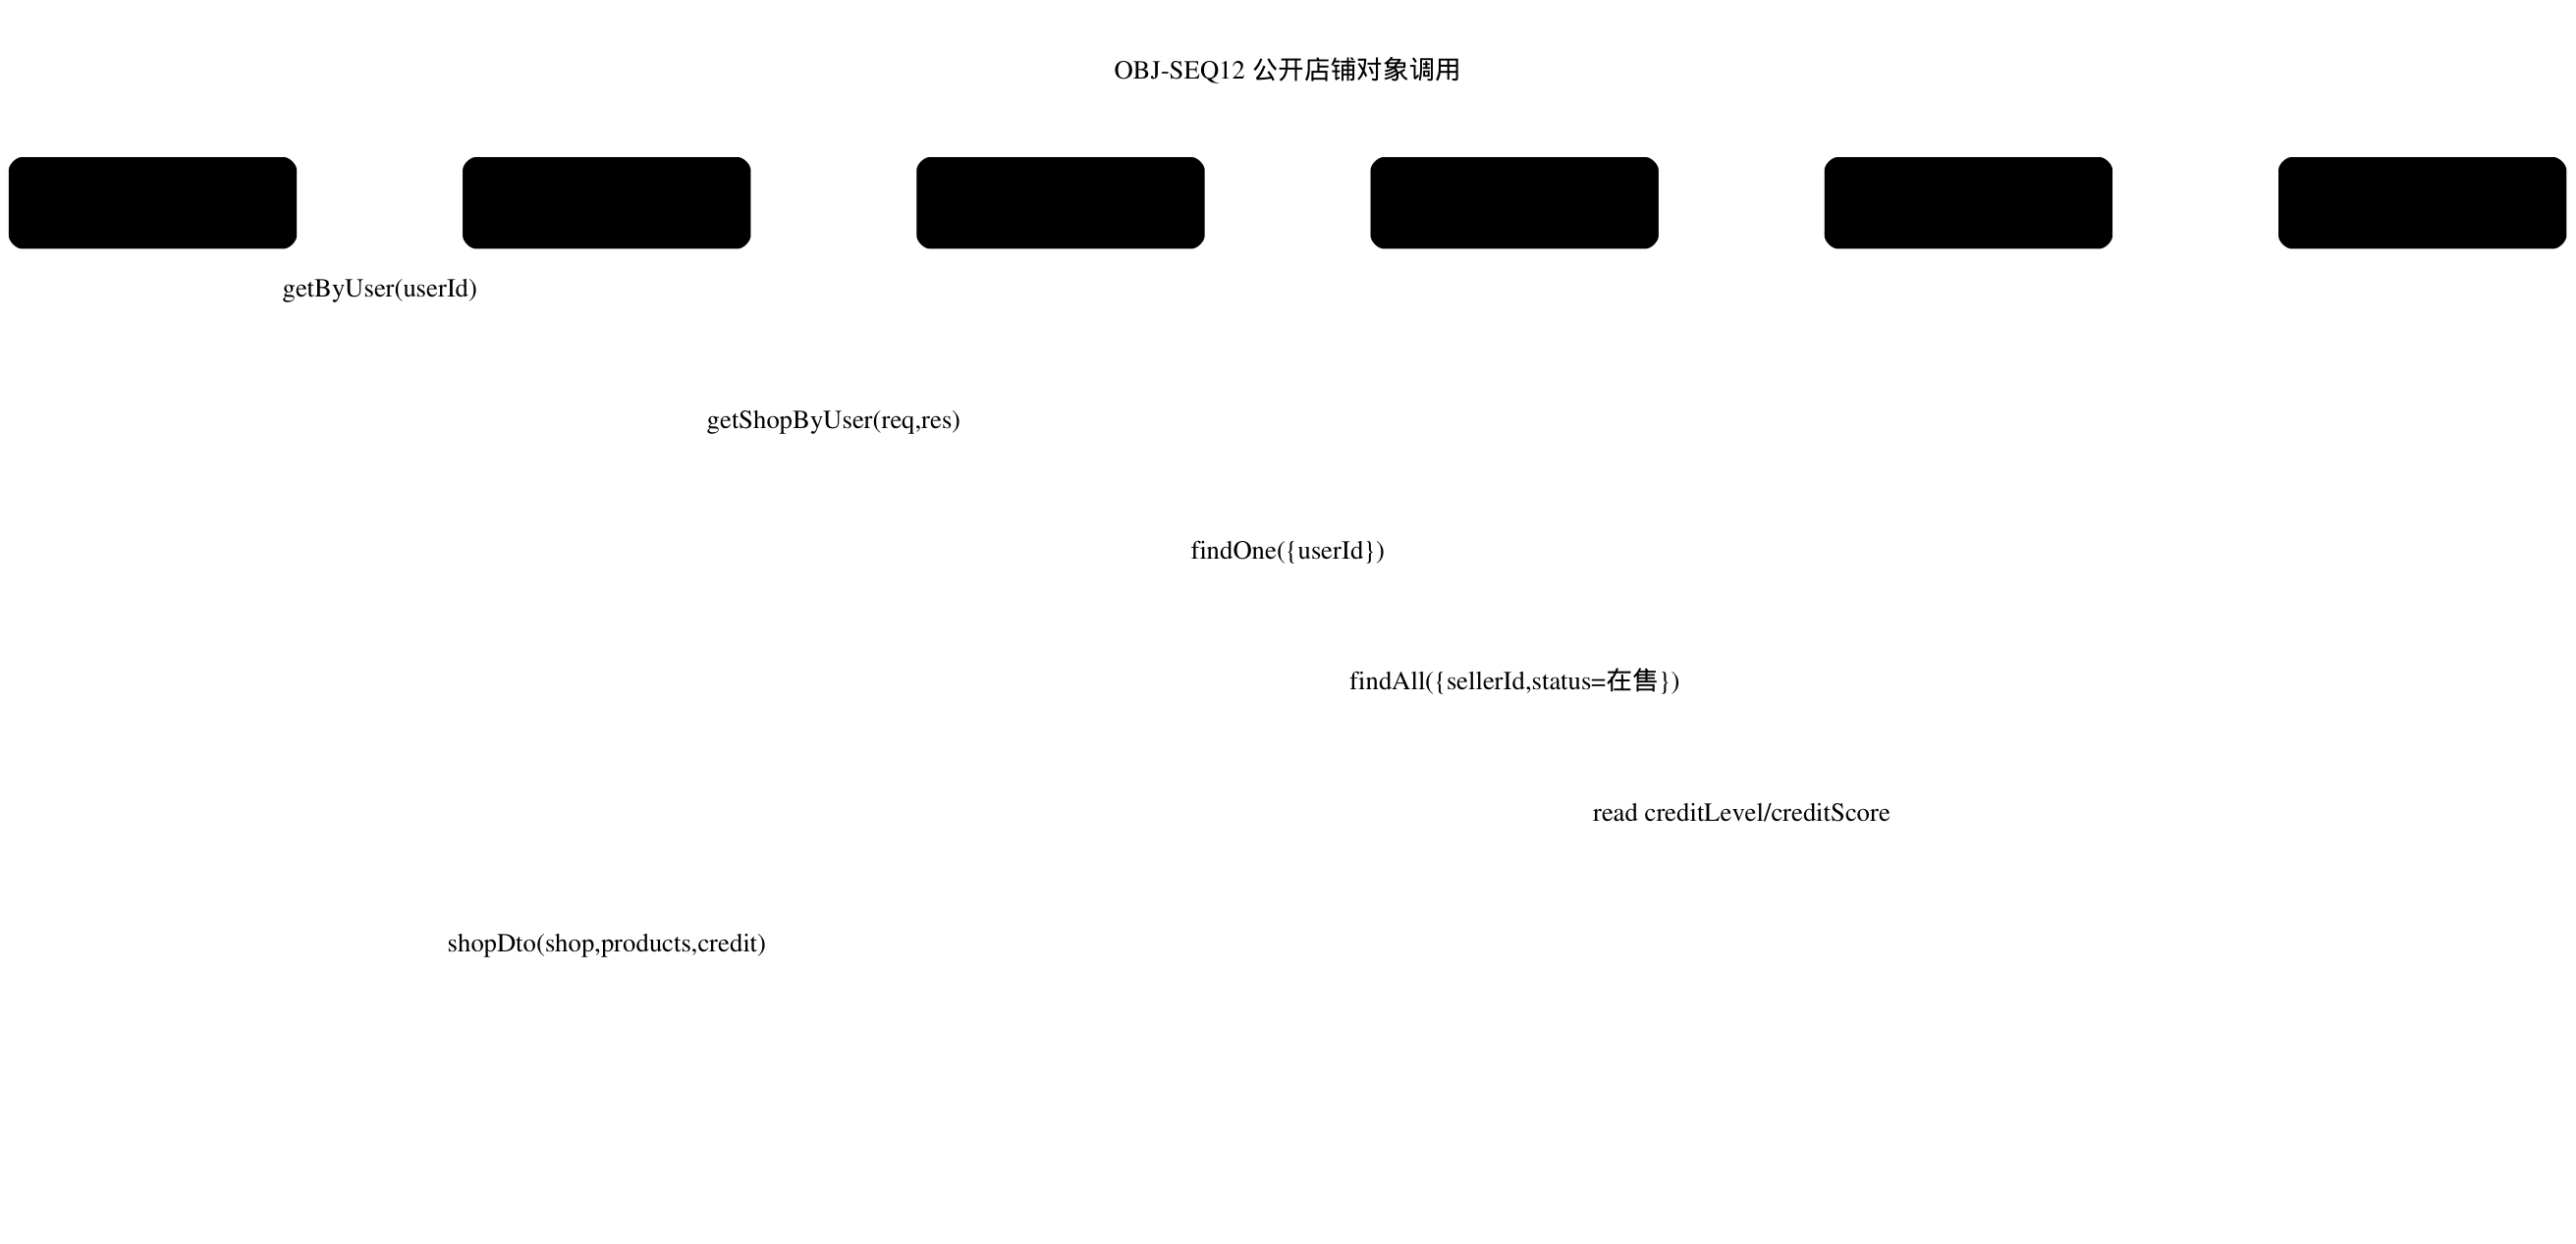 OBJ-SEQ12 公开店铺对象调用
getByUser(userId)
getShopByUser(req,res)
findOne({userId})
findAll({sellerId,status=在售})
read creditLevel/creditScore
shopDto(shop,products,credit)